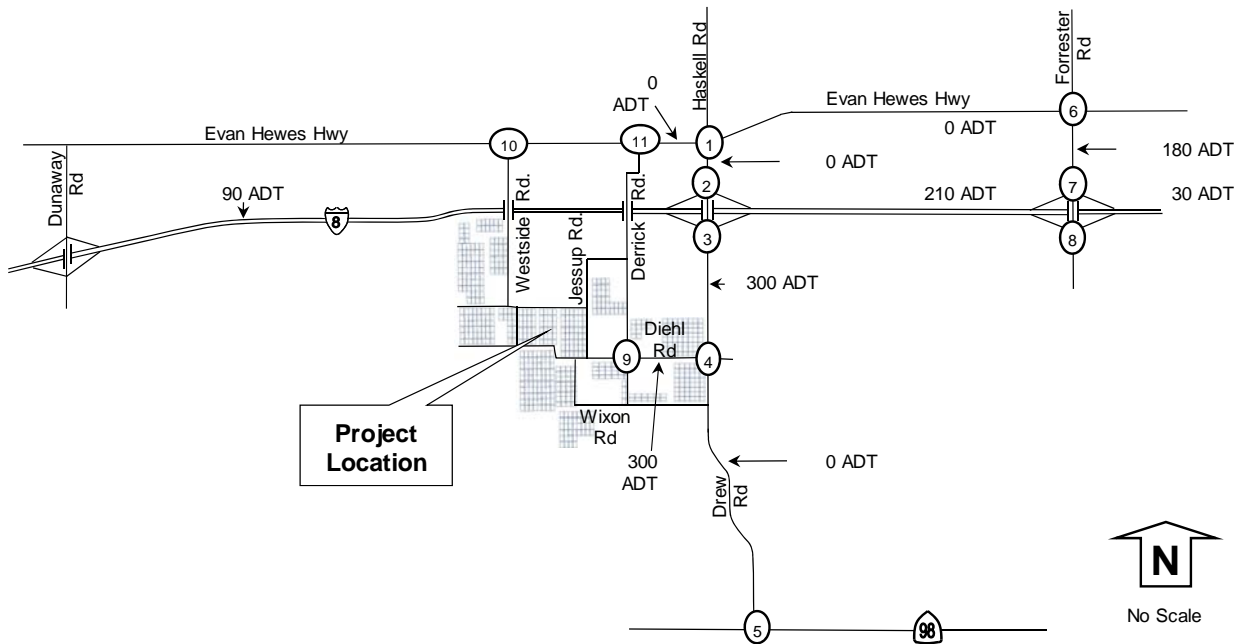 0
ADT
Haskell Rd
Forrester
Rd
Evan Hewes Hwy
6
0 ADT
Evan Hewes Hwy
10
11
1
180 ADT
0 ADT
Dunaway
Rd
90 ADT
8
Westside Rd.
Jessup Rd.
Derrick Rd.
2
3
210 ADT
7
30 ADT
8
300 ADT
Diehl
Rd
9
4
Wixon
Rd
Project
Location
300
ADT
0 ADT
Drew
Rd
N
No Scale
5
98